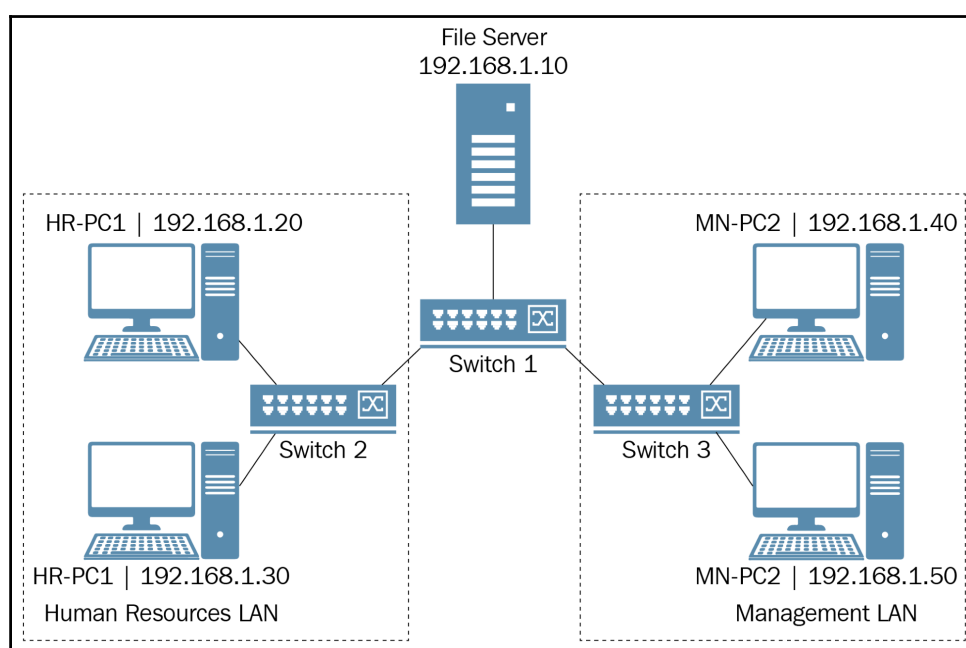 File Server
192.168.1.10
HR-PC1 | 192.168.1.20
MN-PC2 | 192.168.1.40
Switch 1
Switch 2
Switch 3
HR-PC1 | 192.168.1.30
MN-PC2 | 192.168.1.50
Human Resources LAN
Management LAN